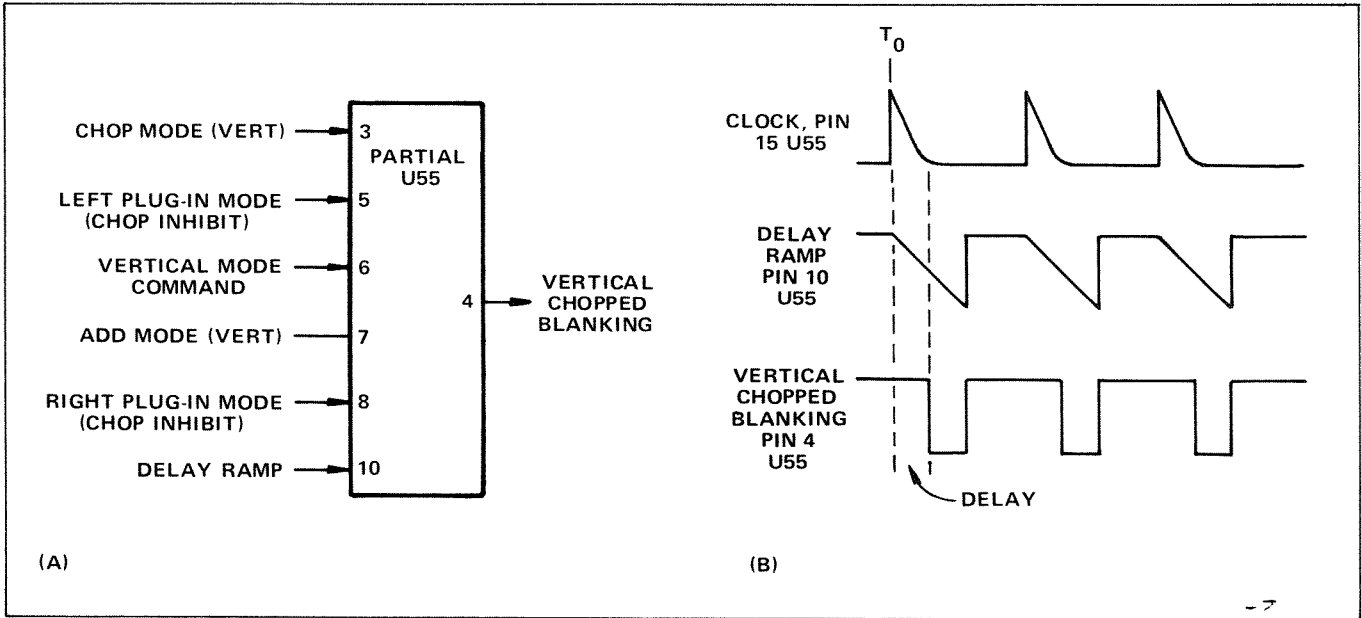 CHOP MODE (VERT)
LEFT PLUG-IN MODE
(CHOP INHIBIT)
VERTICAL MODE
COMMAND
ADD MODE (VERT)
RIGHT PLUG-IN MODE
(CHOP INHIBIT)
DELAY RAMP
3
5
6
7
8
10
PARTIAL
U55
4
VERTICAL
CHOPPED
BLANKING
(A)
T0
CLOCK, PIN
15 U55
DELAY
RAMP
PIN 10
U55
VERTICAL
CHOPPED
BLANKING
PIN 4
U55
DELAY
(B)